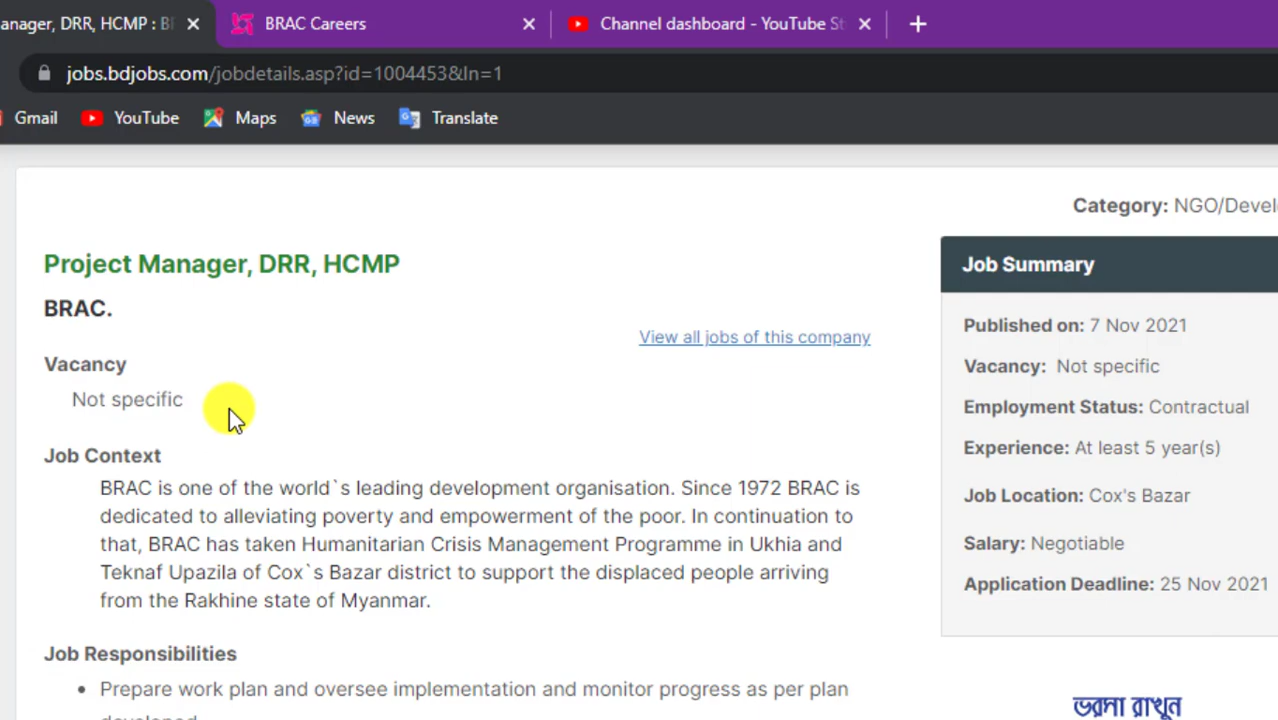 anager, DRR, HCMP : B
BRAC Careers
Channel dashboard - YouTube St
jobs.bdjobs.com/jobdetails.asp?id=1004453&ln=1
Gmail
YouTube
Maps
News
Translate
Category: NGO/Devel
Project Manager, DRR, HCMP
BRAC.
View all jobs of this company
Vacancy
Not specific
Job Context
BRAC is one of the world`s leading development organisation. Since 1972 BRAC is
dedicated to alleviating poverty and empowerment of the poor. In continuation to
that, BRAC has taken Humanitarian Crisis Management Programme in Ukhia and
Teknaf Upazila of Cox`s Bazar district to support the displaced people arriving
from the Rakhine state of Myanmar.
Job Responsibilities
Prepare work plan and oversee implementation and monitor progress as per plan
developed
Job Summary
Published on: 7 Nov 2021
Vacancy: Not specific
Employment Status: Contractual
Experience: At least 5 year(s)
Job Location: Cox's Bazar
Salary: Negotiable
Application Deadline: 25 Nov 2021
ভরসা রাখুন